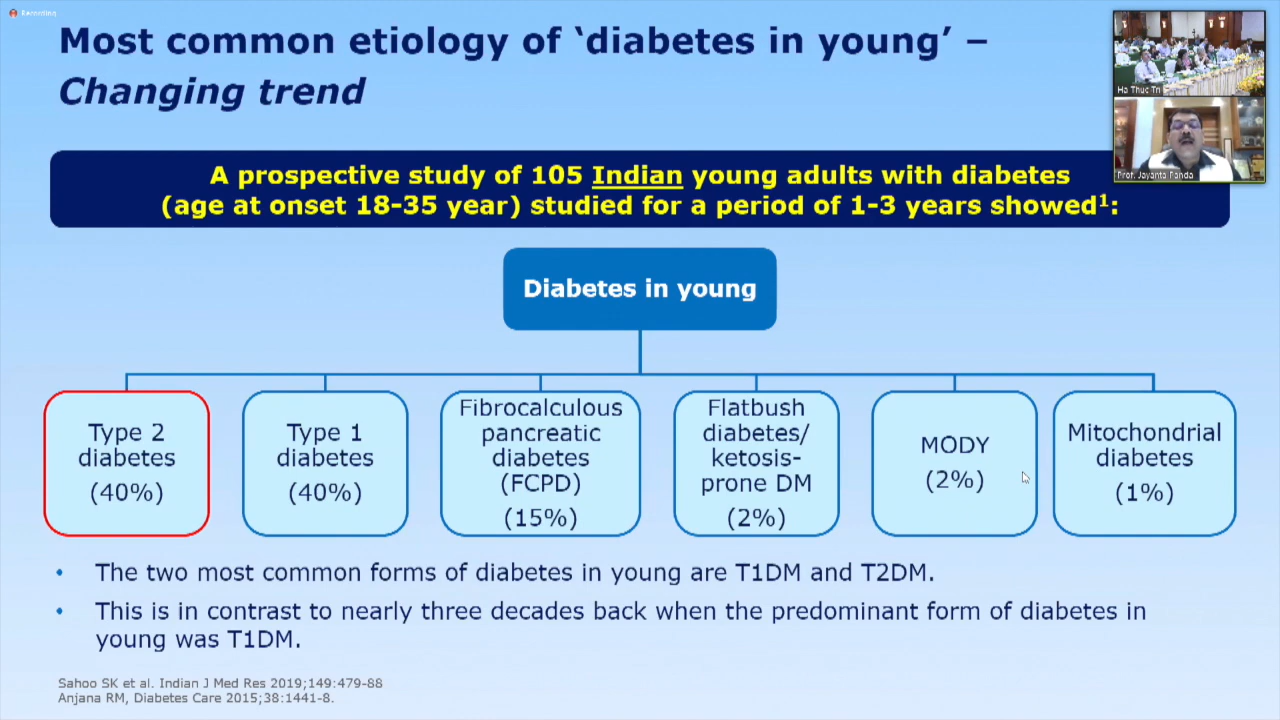 Recording
Most common etiology of ‘diabetes in young’ –
Changing trend
Ha Thuc Tri
Prof. Jayanta Panda
A prospective study of 105 Indian young adults with diabetes
(age at onset 18-35 year) studied for a period of 1-3 years showed¹:
Diabetes in young
Type 2
diabetes
(40%)
Type 1
diabetes
(40%)
Fibrocalculous
pancreatic
diabetes
(FCPD)
(15%)
Flatbush
diabetes/
ketosis-
prone DM
(2%)
MODY
(2%)
Mitochondrial
diabetes
(1%)
• The two most common forms of diabetes in young are T1DM and T2DM.
• This is in contrast to nearly three decades back when the predominant form of diabetes in
young was T1DM.
Sahoo SK et al. Indian J Med Res 2019;149:479-88
Anjana RM, Diabetes Care 2015;38:1441-8.